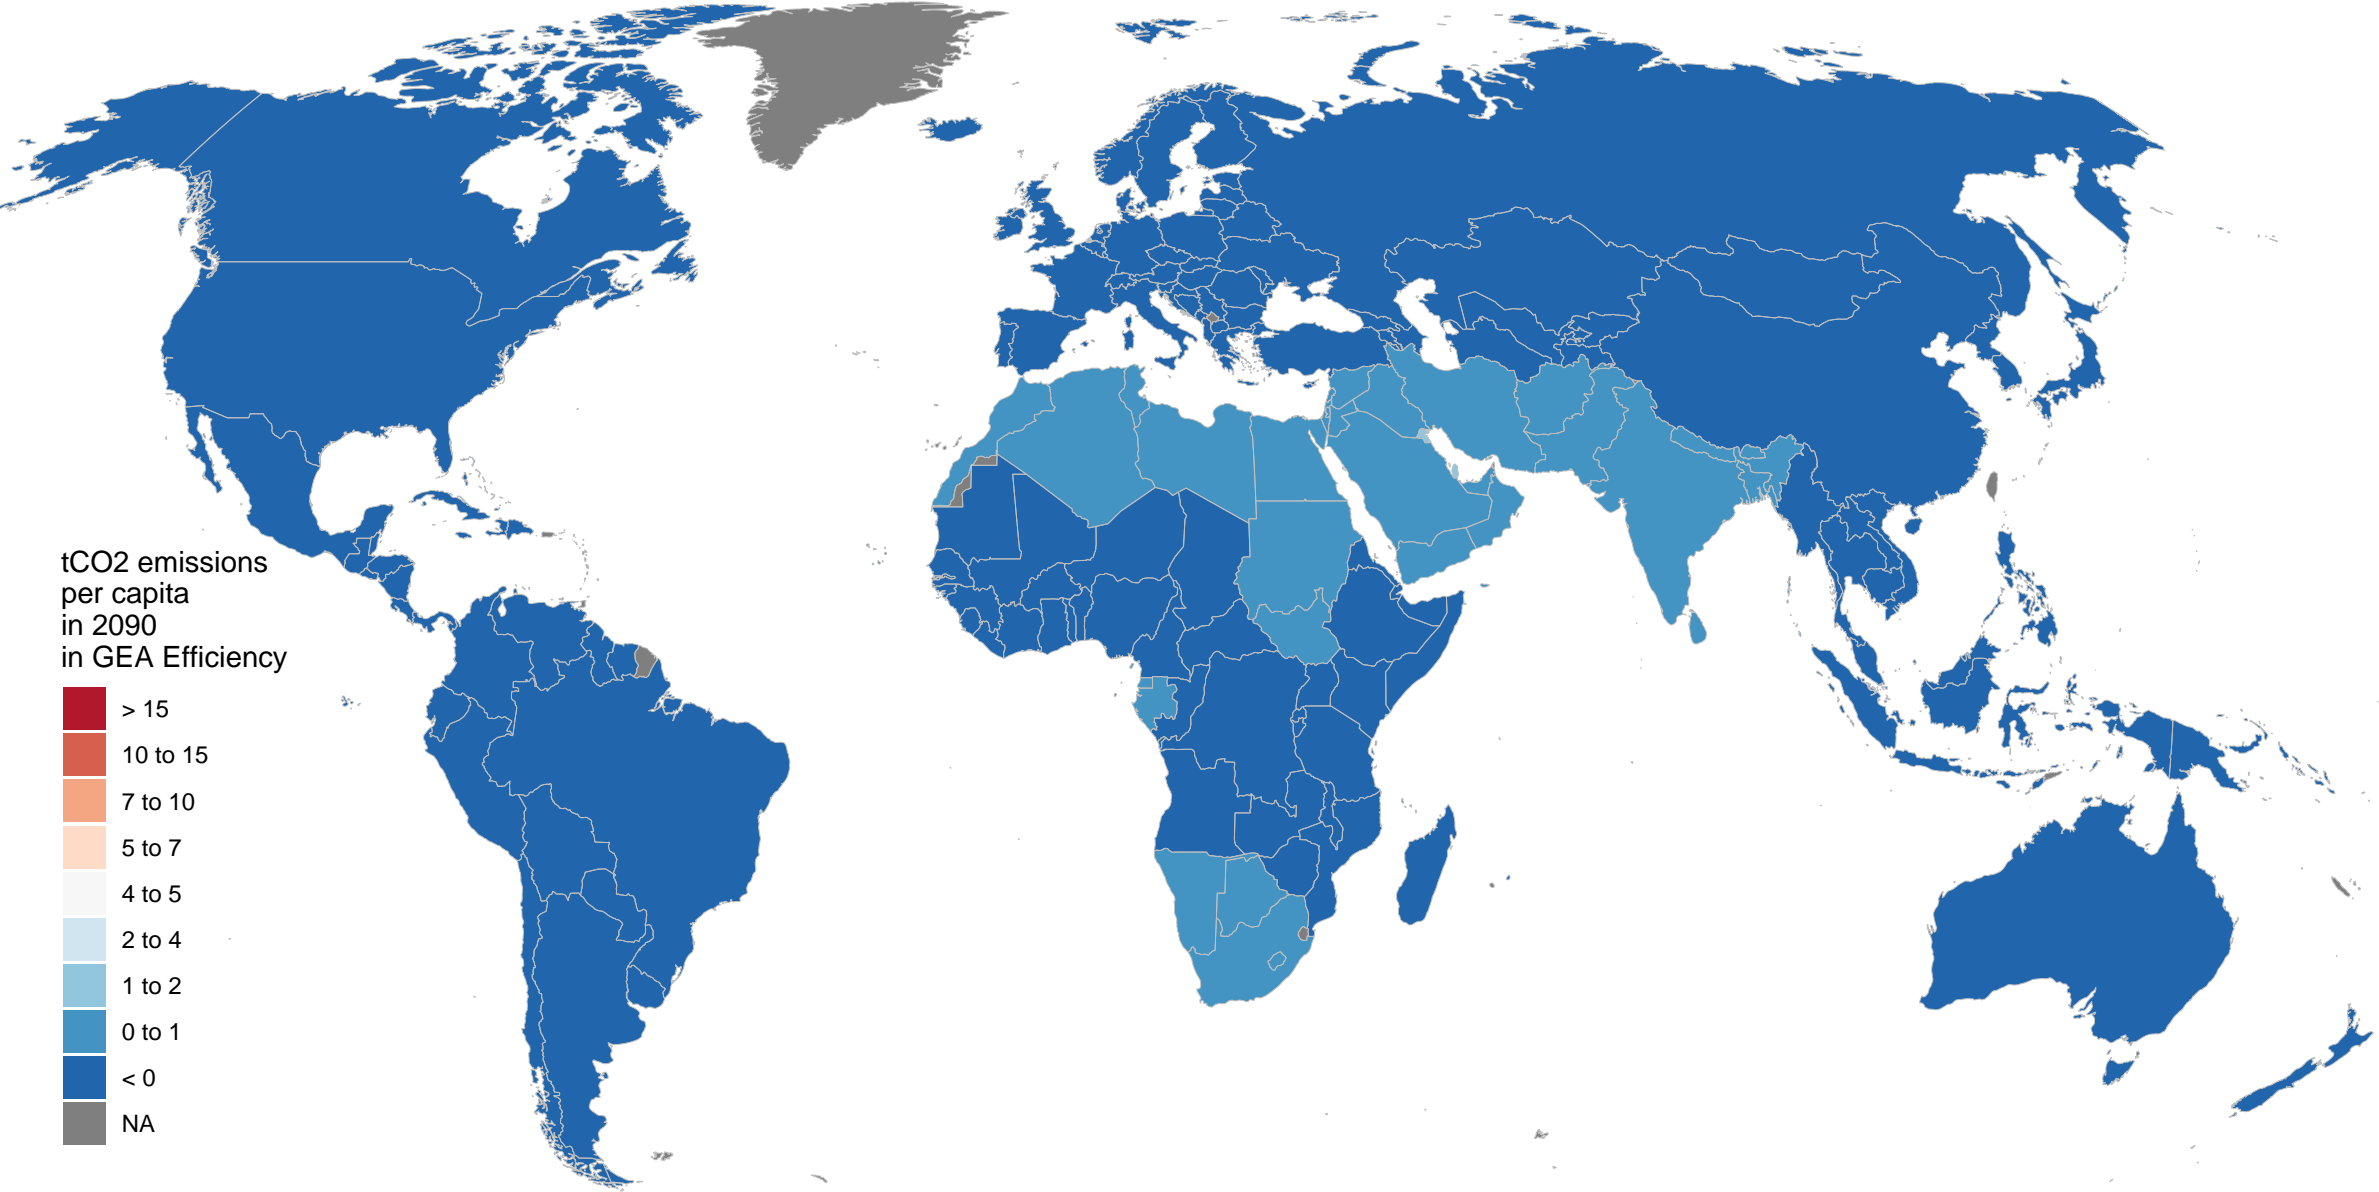 tCO2 emissions
per capita
in 2090
in GEA Efficiency
> 15
10 to 15
7 to 10
5 to 7
4 to 5
2 to 4
1 to 2
0 to 1
< 0
NA